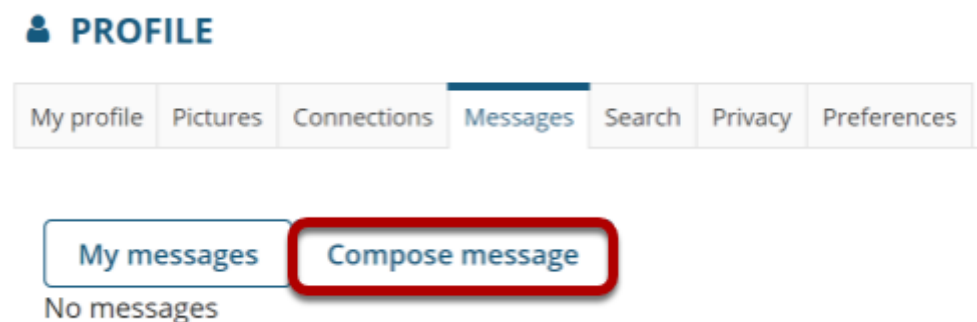 PROFILE
My profile Pictures Connections Messages Search Privacy Preferences
My messages Compose message
No messages